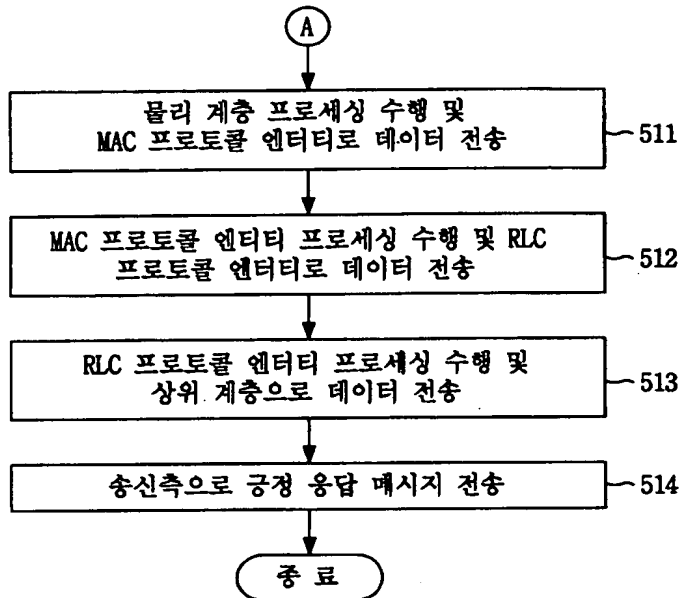 A
물리 계층 프로세싱 수행 및
MAC 프로토콜 엔터티로 데이터 전송
511
MAC 프로토콜 엔티티 프로세싱 수행 및 RLC
프로토콜 엔터티로 데이터 전송
512
RLC 프로토콜 엔터티 프로세싱 수행 및
상위 계층으로 데이터 전송
513
송신측으로 긍정 응답 메시지 전송
514
종 료